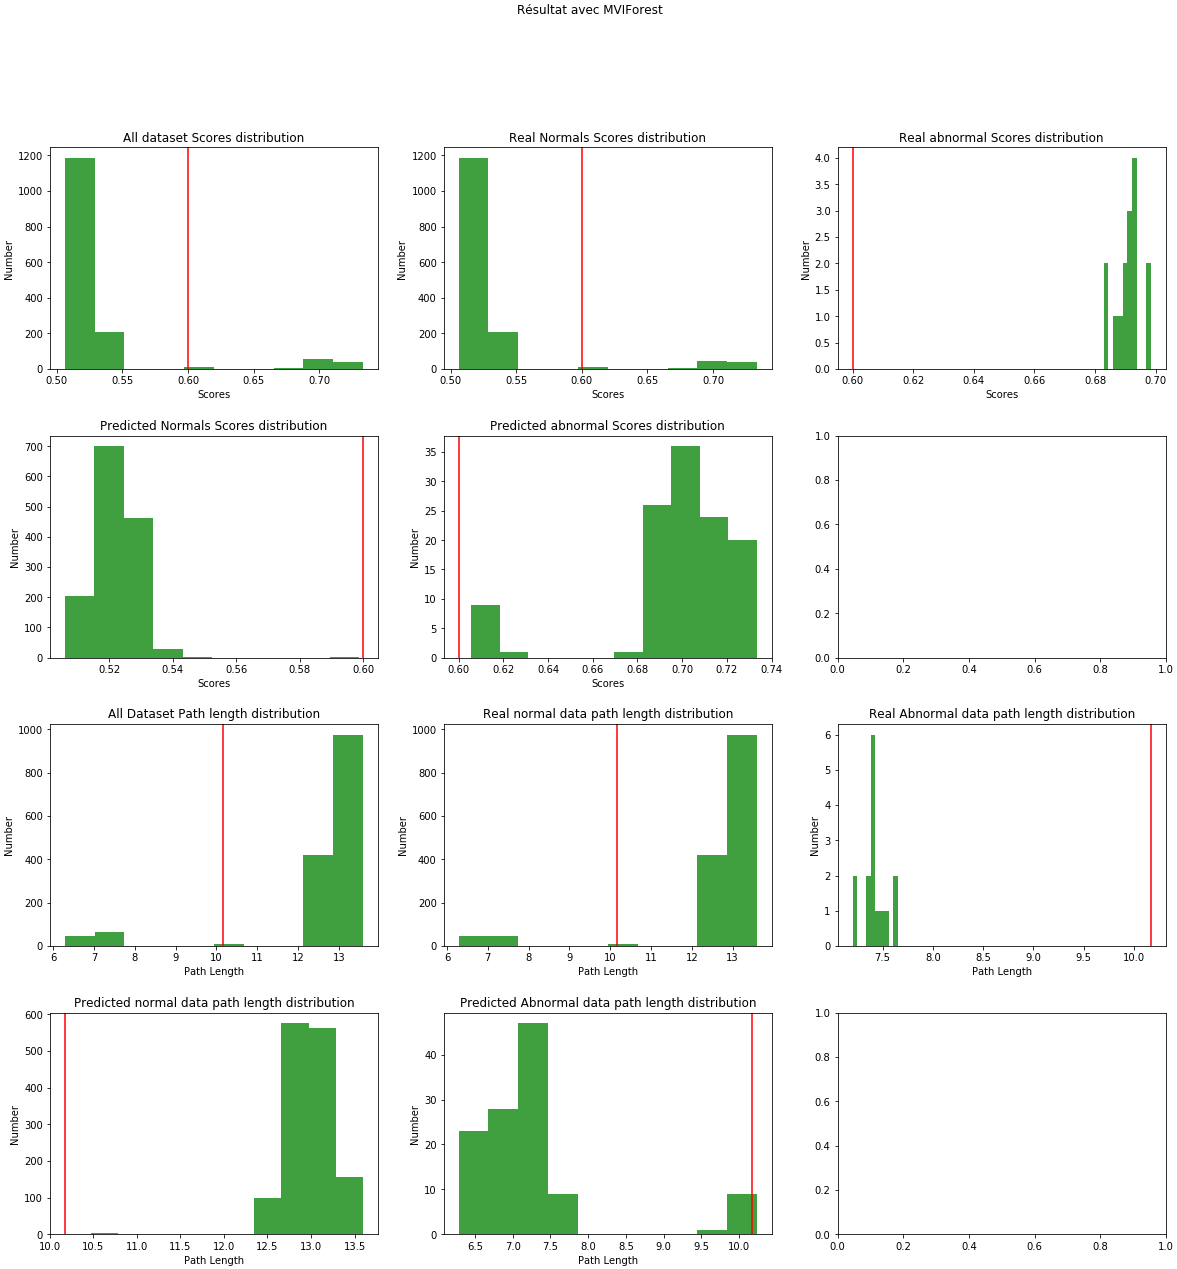 Résultat avec MVIForest
All dataset Scores distribution
1200
1000
800
600
400
200
0
Number
0.50 0.55 0.60 0.65 0.70
Scores
Real Normals Scores distribution
1200
1000
800
600
400
200
0
Number
0.50 0.55 0.60 0.65 0.70
Scores
Real abnormal Scores distribution
4.0
3.5
3.0
2.5
2.0
1.5
1.0
0.5
0.0
Number
0.60 0.62 0.64 0.66 0.68 0.70
Scores
Predicted Normals Scores distribution
700
600
500
400
300
200
100
0
Number
0.52 0.54 0.56 0.58 0.60
Scores
Predicted abnormal Scores distribution
35
30
25
20
15
10
5
0
Number
0.60 0.62 0.64 0.66 0.68 0.70 0.72 0.74
Scores
1.0
0.8
0.6
0.4
0.2
0.0
0.0 0.2 0.4 0.6 0.8 1.0
All Dataset Path length distribution
1000
800
600
400
200
0
Number
6 7 8 9 10 11 12 13
Path Length
Real normal data path length distribution
1000
800
600
400
200
0
Number
6 7 8 9 10 11 12 13
Path Length
Real Abnormal data path length distribution
6
5
4
3
2
1
0
Number
7.5 8.0 8.5 9.0 9.5 10.0
Path Length
Predicted normal data path length distribution
600
500
400
300
200
100
0
Number
10.0 10.5 11.0 11.5 12.0 12.5 13.0 13.5
Path Length
Predicted Abnormal data path length distribution
40
30
20
10
0
Number
6.5 7.0 7.5 8.0 8.5 9.0 9.5 10.0
Path Length
1.0
0.8
0.6
0.4
0.2
0.0
0.0 0.2 0.4 0.6 0.8 1.0